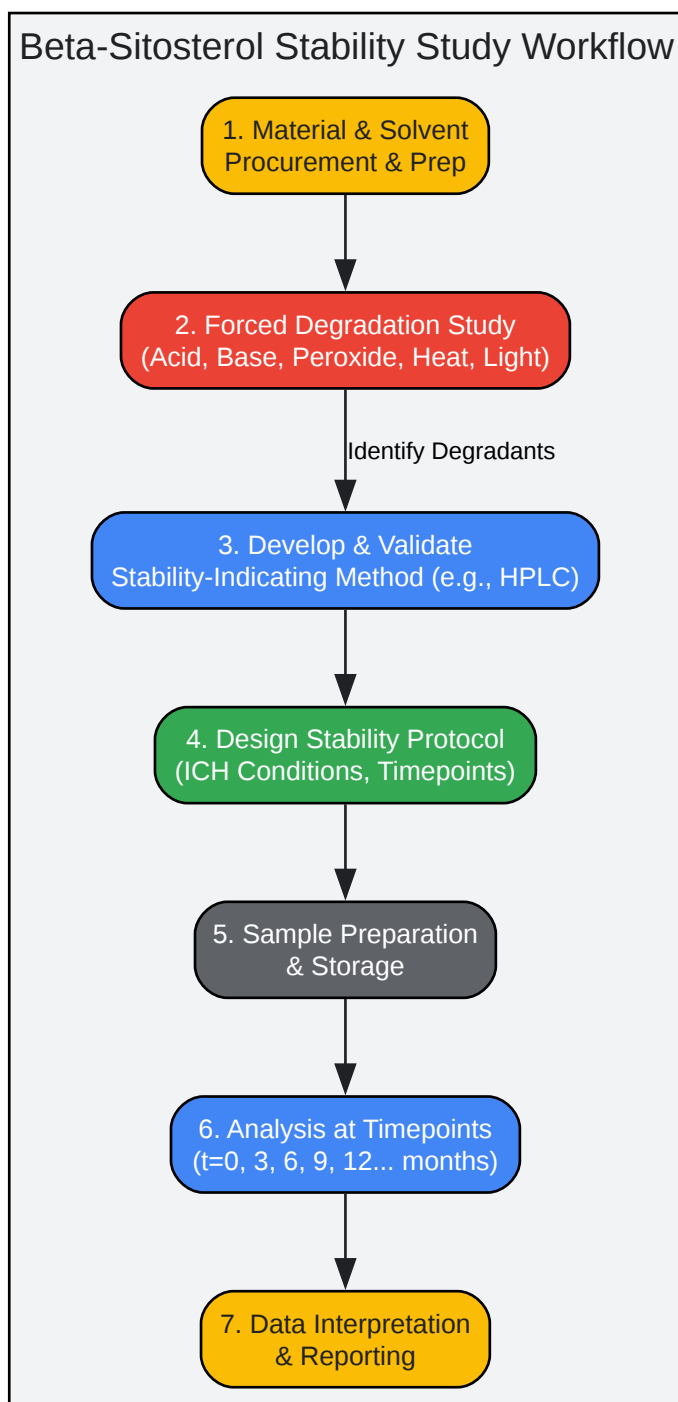 Beta-Sitosterol Stability Study Workflow
1. Material & Solvent
Procurement & Prep
2. Forced Degradation Study
(Acid, Base, Peroxide, Heat, Light)
Identify Degradants
3. Develop & Validate
Stability-Indicating Method (e.g., HPLC)
4. Design Stability Protocol
(ICH Conditions, Timepoints)
5. Sample Preparation
& Storage
6. Analysis at Timepoints
(t=0, 3, 6, 9, 12... months)
7. Data Interpretation
& Reporting